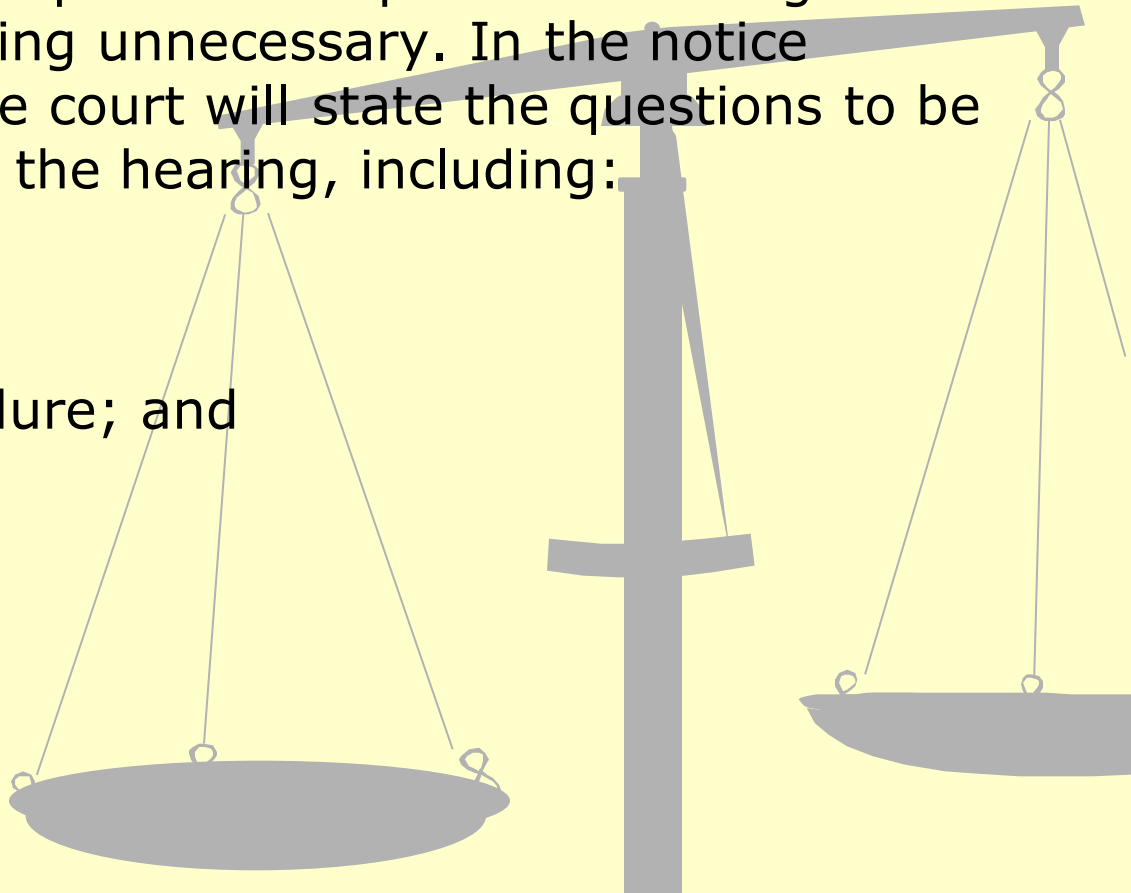 ing unnecessary. In the notice
e court will state the questions to be
the hearing, including:
lure; and